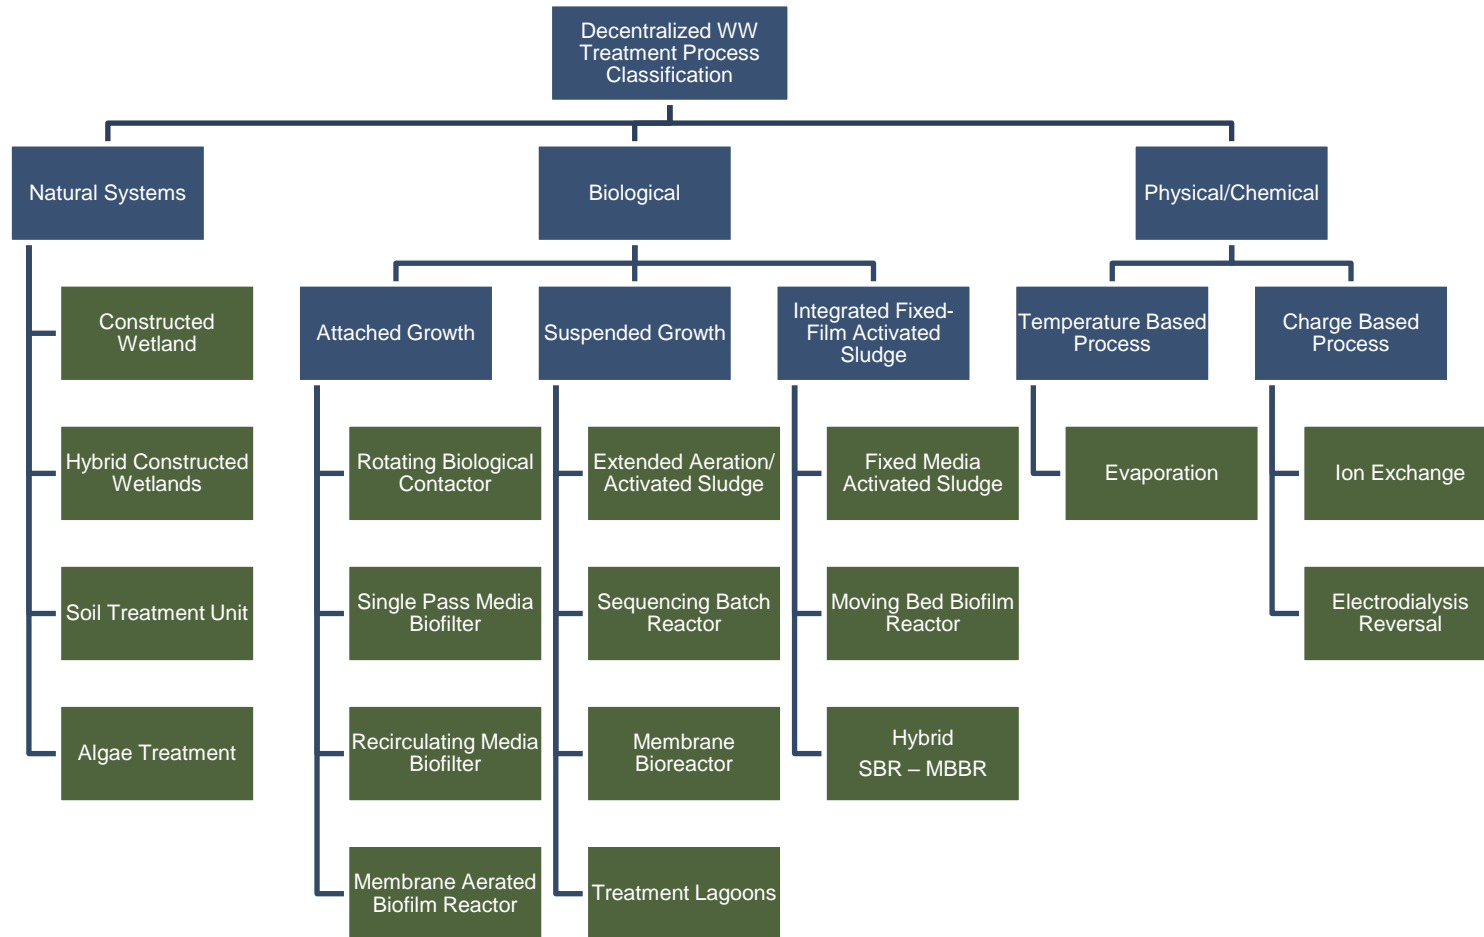 Decentralized WW
Treatment Process
Classification
Natural Systems
Biological
Physical/Chemical
Attached Growth
Suspended Growth
Integrated Fixed-
Film Activated
Sludge
Temperature Based
Process
Charge Based
Process
Constructed
Wetland
Hybrid Constructed
Wetlands
Soil Treatment Unit
Algae Treatment
Rotating Biological
Contactor
Single Pass Media
Biofilter
Recirculating Media
Biofilter
Membrane Aerated
Biofilm Reactor
Extended Aeration/
Activated Sludge
Sequencing Batch
Reactor
Membrane
Bioreactor
Treatment Lagoons
Fixed Media
Activated Sludge
Moving Bed Biofilm
Reactor
Hybrid
SBR – MBBR
Evaporation
Ion Exchange
Electrodialysis
Reversal